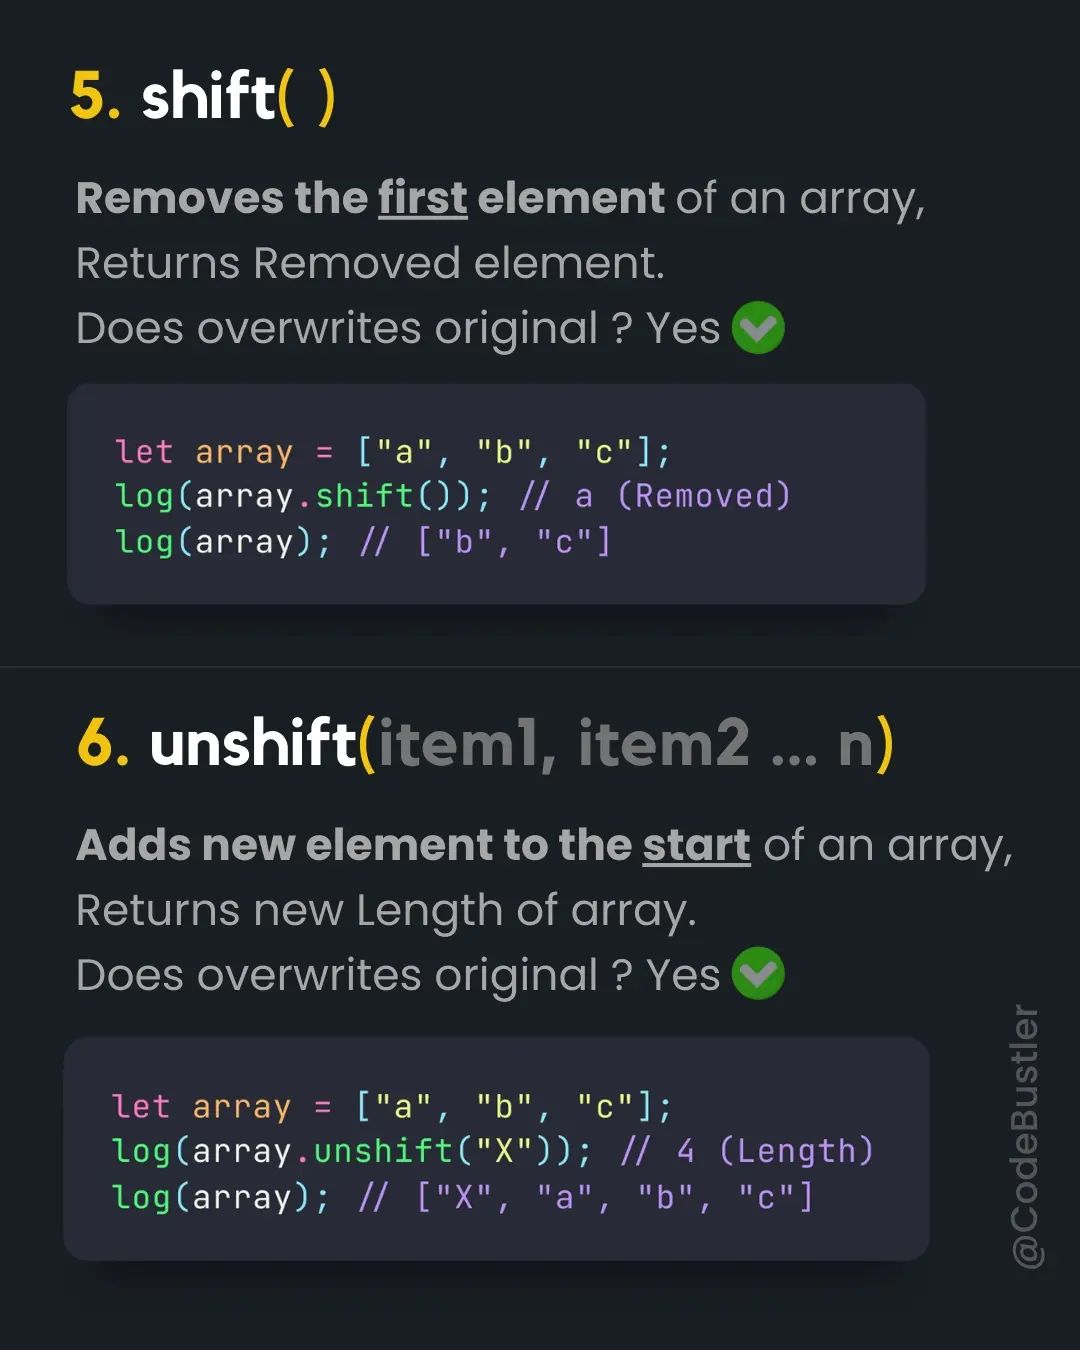 5. shift( )
Removes the first element of an array,
Returns Removed element.
Does overwrites original ? Yes
let array = ["a", "b", "c"];
log(array.shift()); // a (Removed)
log(array); // ["b", "c"]
6. unshift(item1, item2 ... n)
Adds new element to the start of an array,
Returns new Length of array.
Does overwrites original ? Yes
let array = ["a", "b", "c"];
log(array.unshift("X")); // 4 (Length)
log(array); // ["X", "a", "b", "c"]
@CodeBustler